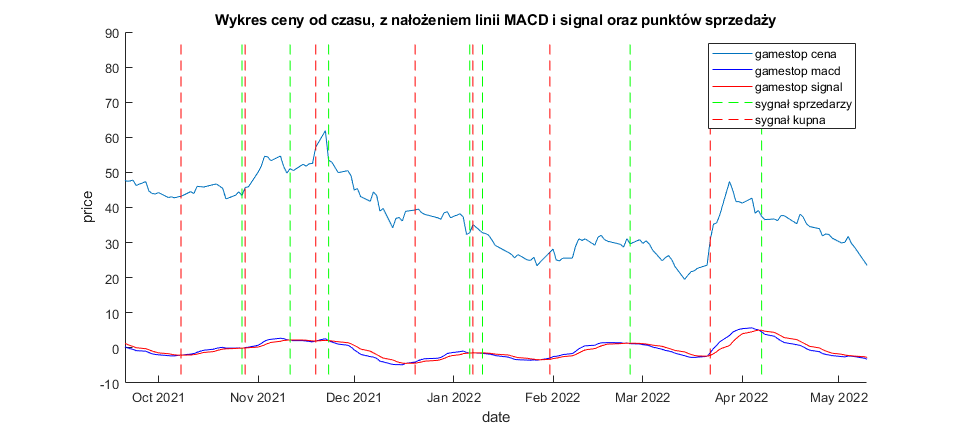 Wykres ceny od czasu, z nałożeniem linii MACD i signal oraz punktów sprzedaży
90
80
70
60
50
40
30
20
10
0
-10
price
gamestop cena
gamestop macd
gamestop signal
sygnał sprzedarzy
sygnał kupna
Oct 2021 Nov 2021 Dec 2021 Jan 2022 Feb 2022 Mar 2022 Apr 2022 May 2022
date